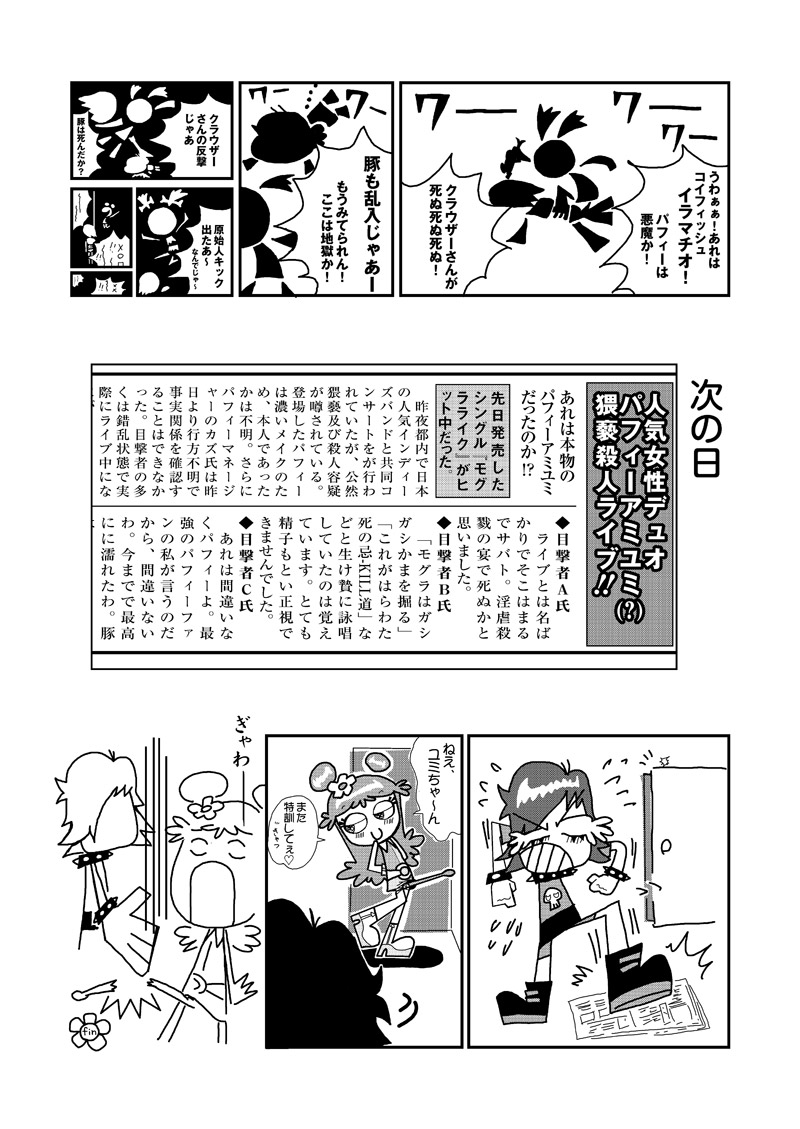 ワー
ワー
ワー
うわぁぁ！あれは
コイフィッシュ
イラマチオ！
パフィーは
悪魔か！
クラウザーさんが
死ぬ死ぬ死ぬ！
ワー
ワー
豚も乱入じゃあー
もうみてられん！
ここは地獄か！
クラウザー
さんの反撃
じゃあ
豚は死んだか？
原始人キック
出たあ～
なんでじゃ～
次の日
人気女性デュオ
パフィーアミユミ(？)
猥褻殺人ライブ!!
あれは本物の
パフィーアミユミ
だったのか!?
先日発売した
シングル『モグ
ラライク』がヒ
ット中だった。
昨夜都内で日本
の人気インディー
ズバンドと共同コ
ンサートをが行わ
れていたが、公然
猥褻及び殺人容疑
が噂されている。
登場したパフィー
は濃いメイクのた
め、本人であった
かは不明。さらに
パフィーマネージ
ャーのカズ氏は昨
日より行方不明で
事実関係を確認す
ることはできなか
った。目撃者の多
くは錯乱状態で実
際にライブ中にな
◆目撃者A氏
ライブとは名ば
かりでそこはまる
でサバト。淫虐殺
戮の宴で死ぬかと
思いました。
◆目撃者B氏
「モグラはガシ
ガシかまを掘る」
「これがはらわた
死のお-KILL道」な
どと生け贄に詠唱
していたのは覚え
ています。とても
精子もとい正視で
きませんでした。
◆目撃者C氏
あれは間違いな
くパフィーよ。最
強のパフィーファ
ンの私が言うのだ
から、間違いない
わ。今までで最高
にに濡れたわ。豚
!?
ねえ、
ユミちゃ～ん
また
特訓してぇ♡
ぎゃわ
fin